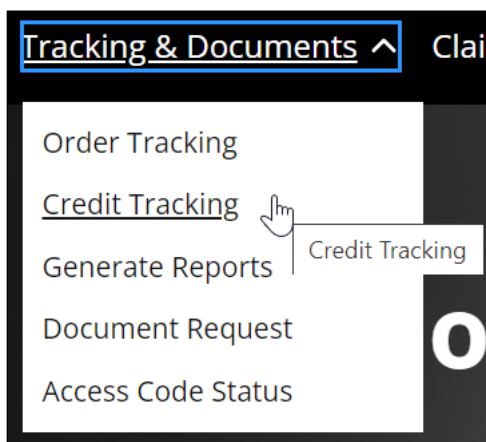 Tracking & Documents Clai
Order Tracking
Credit Tracking
Credit Tracking
Generate Reports
Document Request
O
Access Code Status